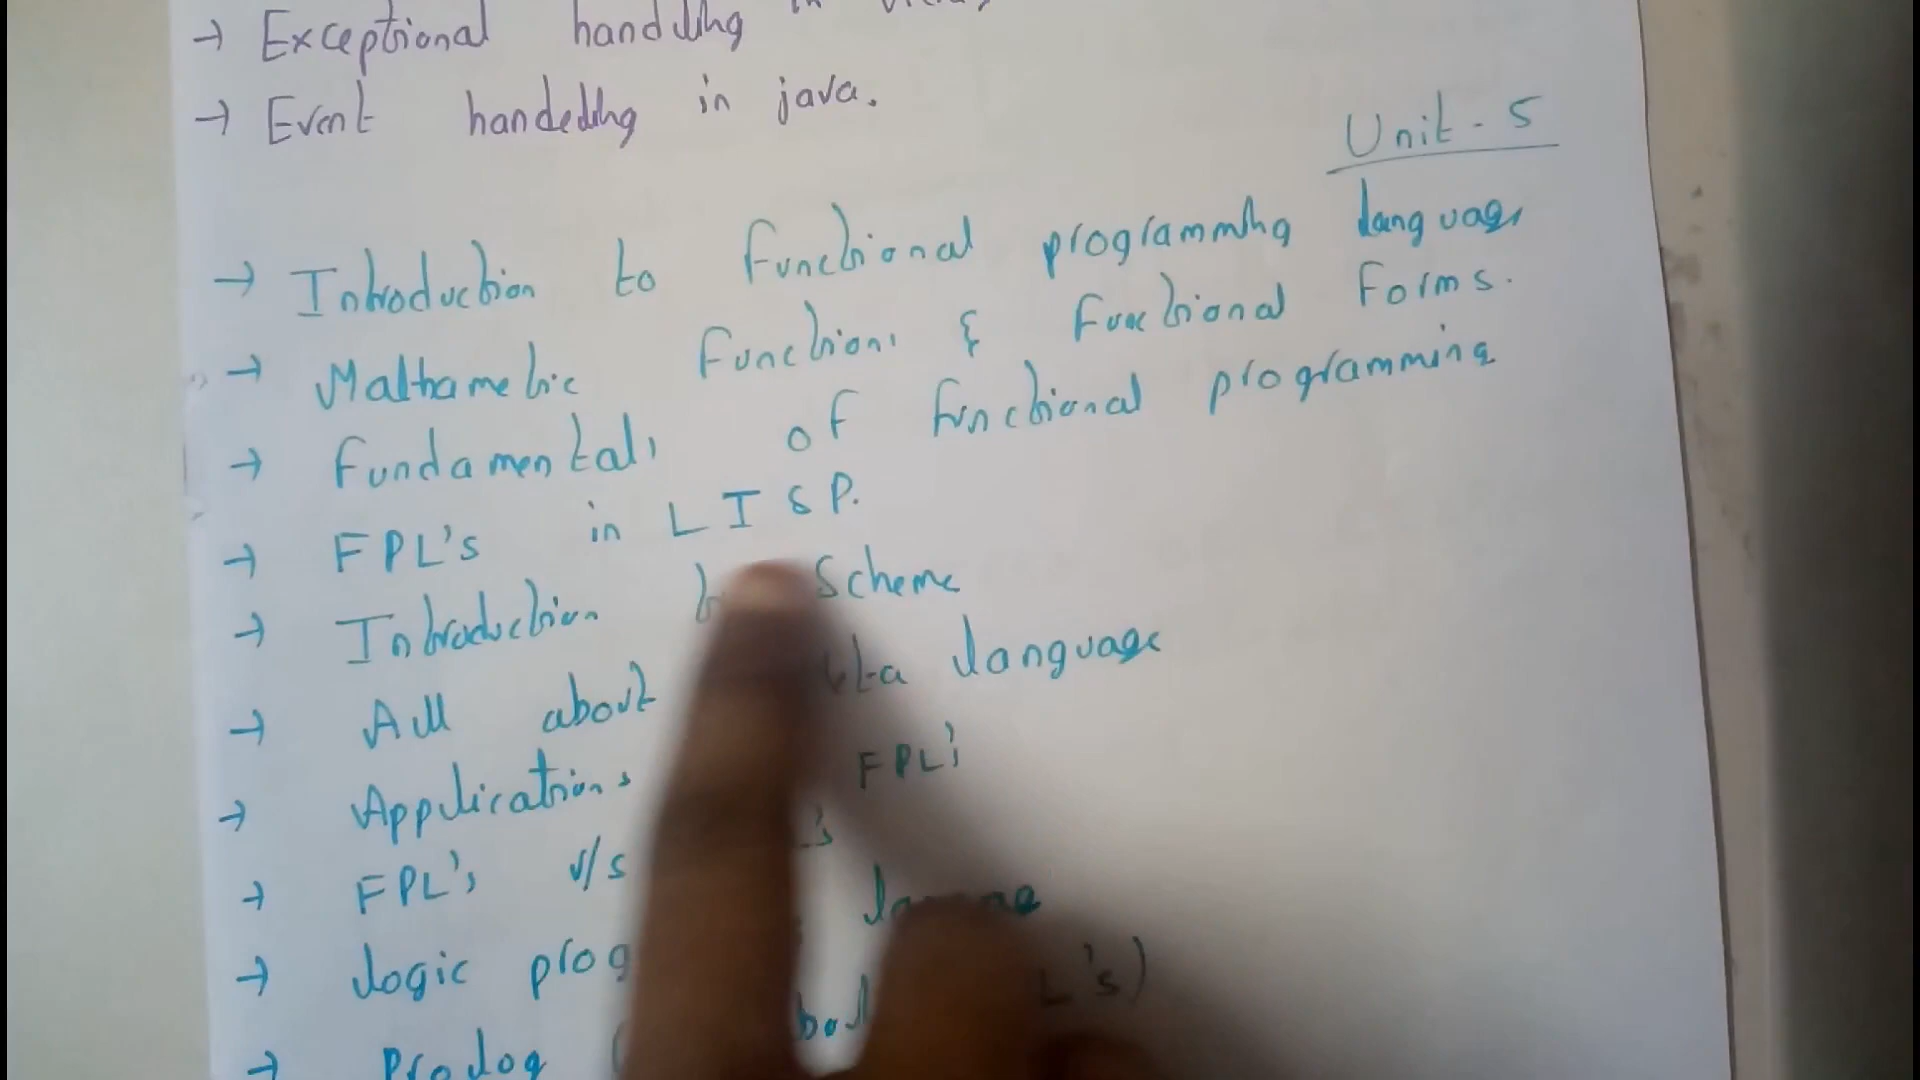 → Exceptional handling in
→ Event handedling in java.
Unit - 5
→ Introduction to functional programming language
→ Mathametic functions & functional forms.
→ fundamentals of functional programming
→ FPL's in LISP.
→ Introduction Scheme
→ All about language
→ Applications FPL's
→ FPL's v/s
→ logic prog
→ Prolog